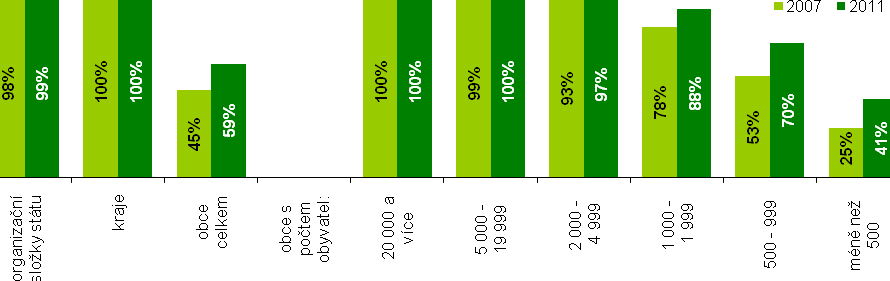 2007 2011
98% 99% 100% 100% 45% 59% 100% 100% 99% 100% 93% 97% 78% 88% 53% 70% 25% 41%
organizační
složky státu
kraje
obce
celkem
obce s
počtem
obyvatel:
20 000 a
více
5 000 -
19 999
2 000 -
4 999
1 000 -
1 999
500 - 999
méně než
500